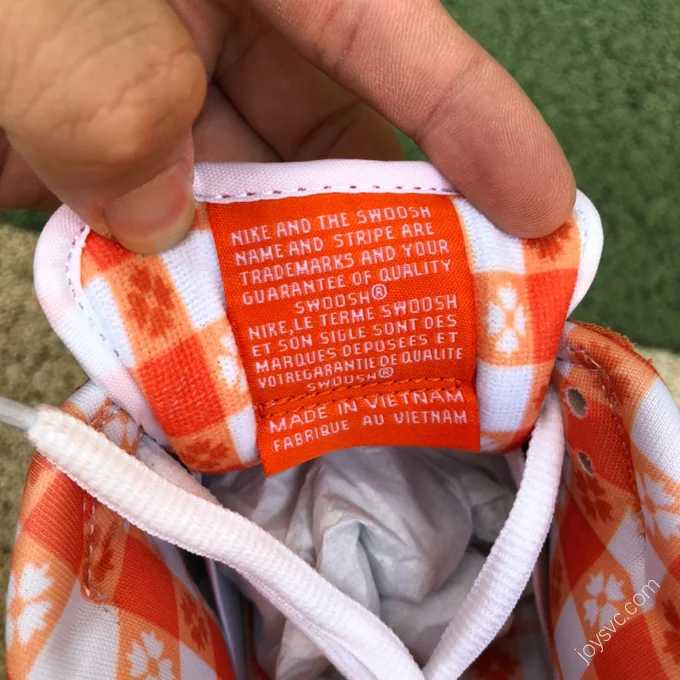 NIKE AND THE SWOOSH
NAME AND STRIPE ARE
TRADEMARKS AND YOUR
GUARANTEE OF QUALITY
SWOOSH®
NIKE, LE TERME SWOOSH
ET SON SIGLE SONT DES
MARQUES DEPOSEES ET
VOTREGARANTIE DE QUALITE
SWOOSH®
MADE IN VIETNAM
FABRIQUE AU VIETNAM
joysvc.com